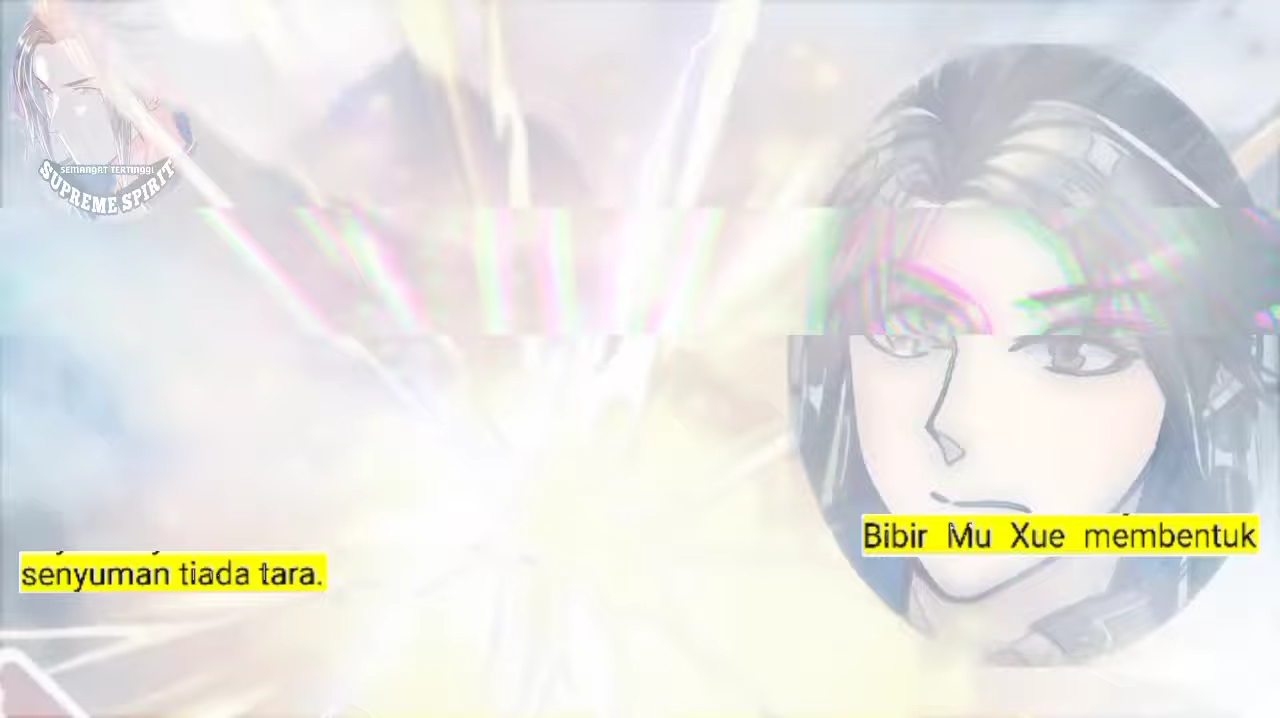 SEMANGAT TERTINGGI
SUPREME SPIRIT
Bibir Mu Xue membentuk
senyuman tiada tara.